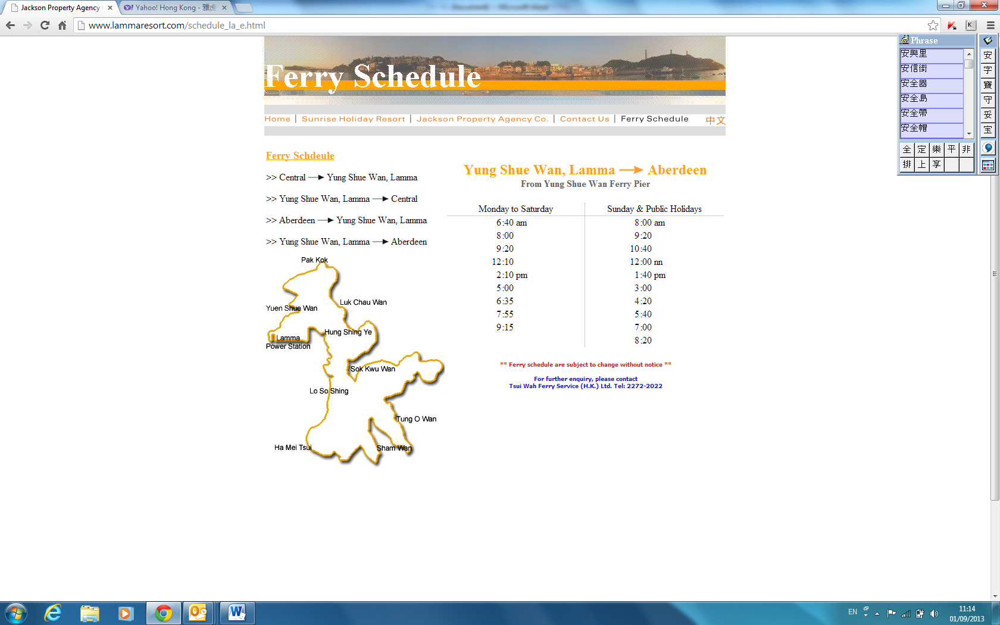 Jackson Property Agency
Yahoo! Hong Kong - 雅虎
www.lammaresort.com/schedule_la_e.html
Ferry Schedule
Home | Sunrise Holiday Resort | Jackson Property Agency Co. | Contact Us | Ferry Schedule 中文
Ferry Schdeule
>> Central → Yung Shue Wan, Lamma
>> Yung Shue Wan, Lamma → Central
>> Aberdeen → Yung Shue Wan, Lamma
>> Yung Shue Wan, Lamma → Aberdeen
Pak Kok
Luk Chau Wan
Yuen Shue Wan
Hung Shing Ye
Lamma
Power Station
Sok Kwu Wan
Lo So Shing
Tung O Wan
Ha Mei Tsui
Sham Wan
Yung Shue Wan, Lamma → Aberdeen
From Yung Shue Wan Ferry Pier
Monday to Saturday Sunday & Public Holidays
6:40 am 8:00 am
8:00 9:20
9:20 10:40
12:10 12:00 nn
2:10 pm 1:40 pm
5:00 3:00
6:35 4:20
7:55 5:40
9:15 7:00
8:20
** Ferry schedule are subject to change without notice **
For further enquiry, please contact
Tsui Wah Ferry Service (H.K.) Ltd. Tel: 2272-2022
Phrase
安興里
安信街
安全器
安全島
安全帶
安全帽
全 定 樂 平 非
排 上 享
安
字
寶
守
妥
宝
EN
11:14
01/09/2013